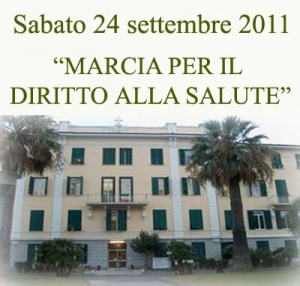 Sabato 24 settembre 2011
“MARCIA PER IL
DIRITTO ALLA SALUTE”